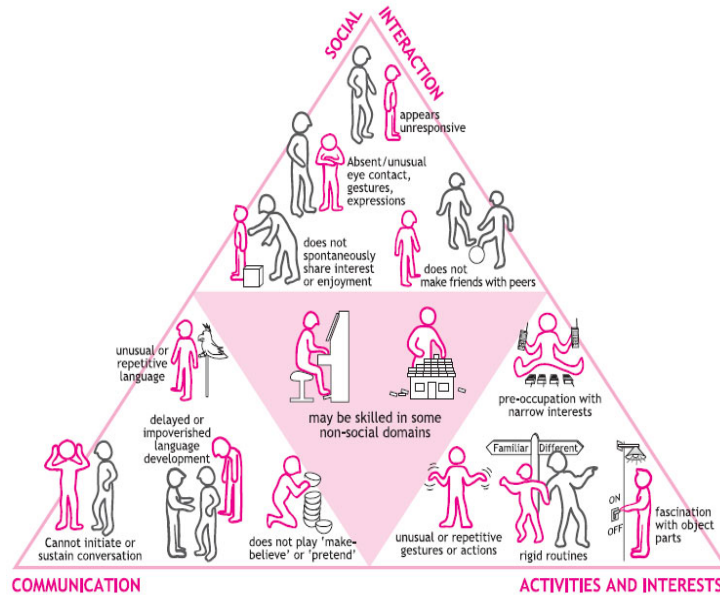 SOCIAL
INTERACTION
appears
unresponsive
Absent/unusual
eye contact,
gestures,
expressions
does not
spontaneously
share interest
or enjoyment
does not
make friends with peers
unusual or
repetitive
language
may be skilled in some
non-social domains
pre-occupation with
narrow interests
delayed or
impoverished
language
development
Cannot initiate or
sustain conversation
does not play 'make-
believe' or 'pretend'
Familiar
Different
unusual or repetitive
gestures or actions
rigid routines
ON
OFF
fascination
with object
parts
COMMUNICATION
ACTIVITIES AND INTERESTS